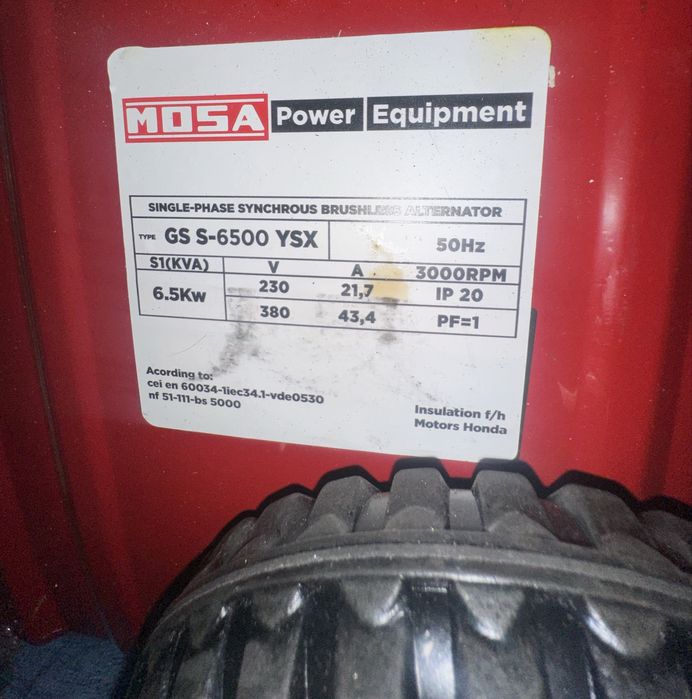 MOSA Power Equipment
SINGLE-PHASE SYNCHROUS BRUSHLESS ALTERNATOR
TYPE GS S-6500 YSX 50Hz
S1(KVA) V A 3000RPM
6.5Kw 230 21,7 IP 20
380 43,4 PF=1
Acording to:
cei en 60034-1iec34.1-vde0530
nf 51-111-bs 5000
Insulation f/h
Motors Honda